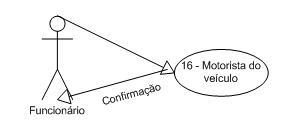 16 - Motorista do
veículo
Confirmação
Funcionário